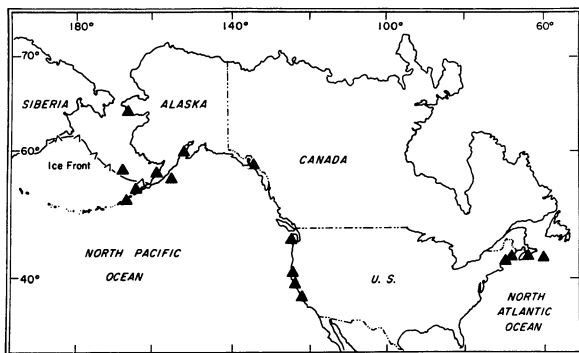 180° 140° 100° 60°
70°
SIBERIA ALASKA
60°
Ice Front CANADA
NORTH PACIFIC
OCEAN
40°
U. S.
NORTH
ATLANTIC
OCEAN